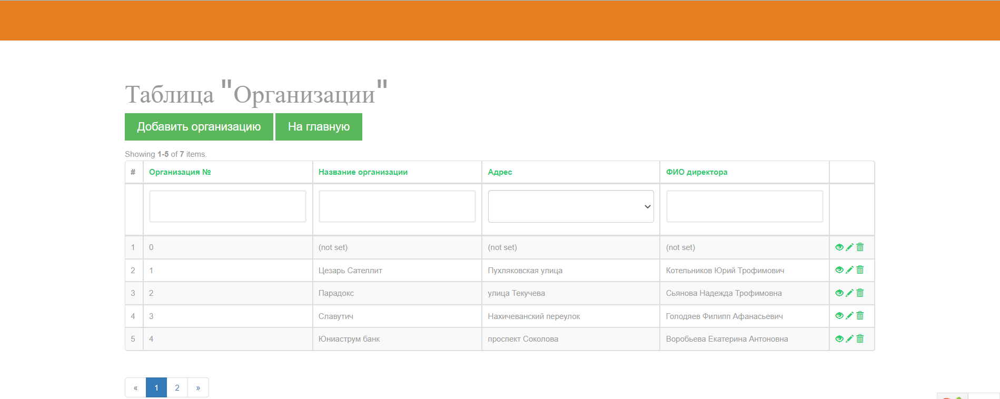 Таблица "Организации"
Добавить организацию На главную
Showing 1-5 of 7 items.
# Организация № Название организации Адрес ФИО директора
1 0 (not set) (not set) (not set)
2 1 Цезарь Сателлит Пухляковская улица Котельников Юрий Трофимович
3 2 Парадокс улица Текучева Сьянова Надежда Трофимовна
4 3 Славутич Нахичеванский переулок Голодяев Филипп Афанасьевич
5 4 Юниаструм банк проспект Соколова Воробьева Екатерина Антоновна
« 1 2 »